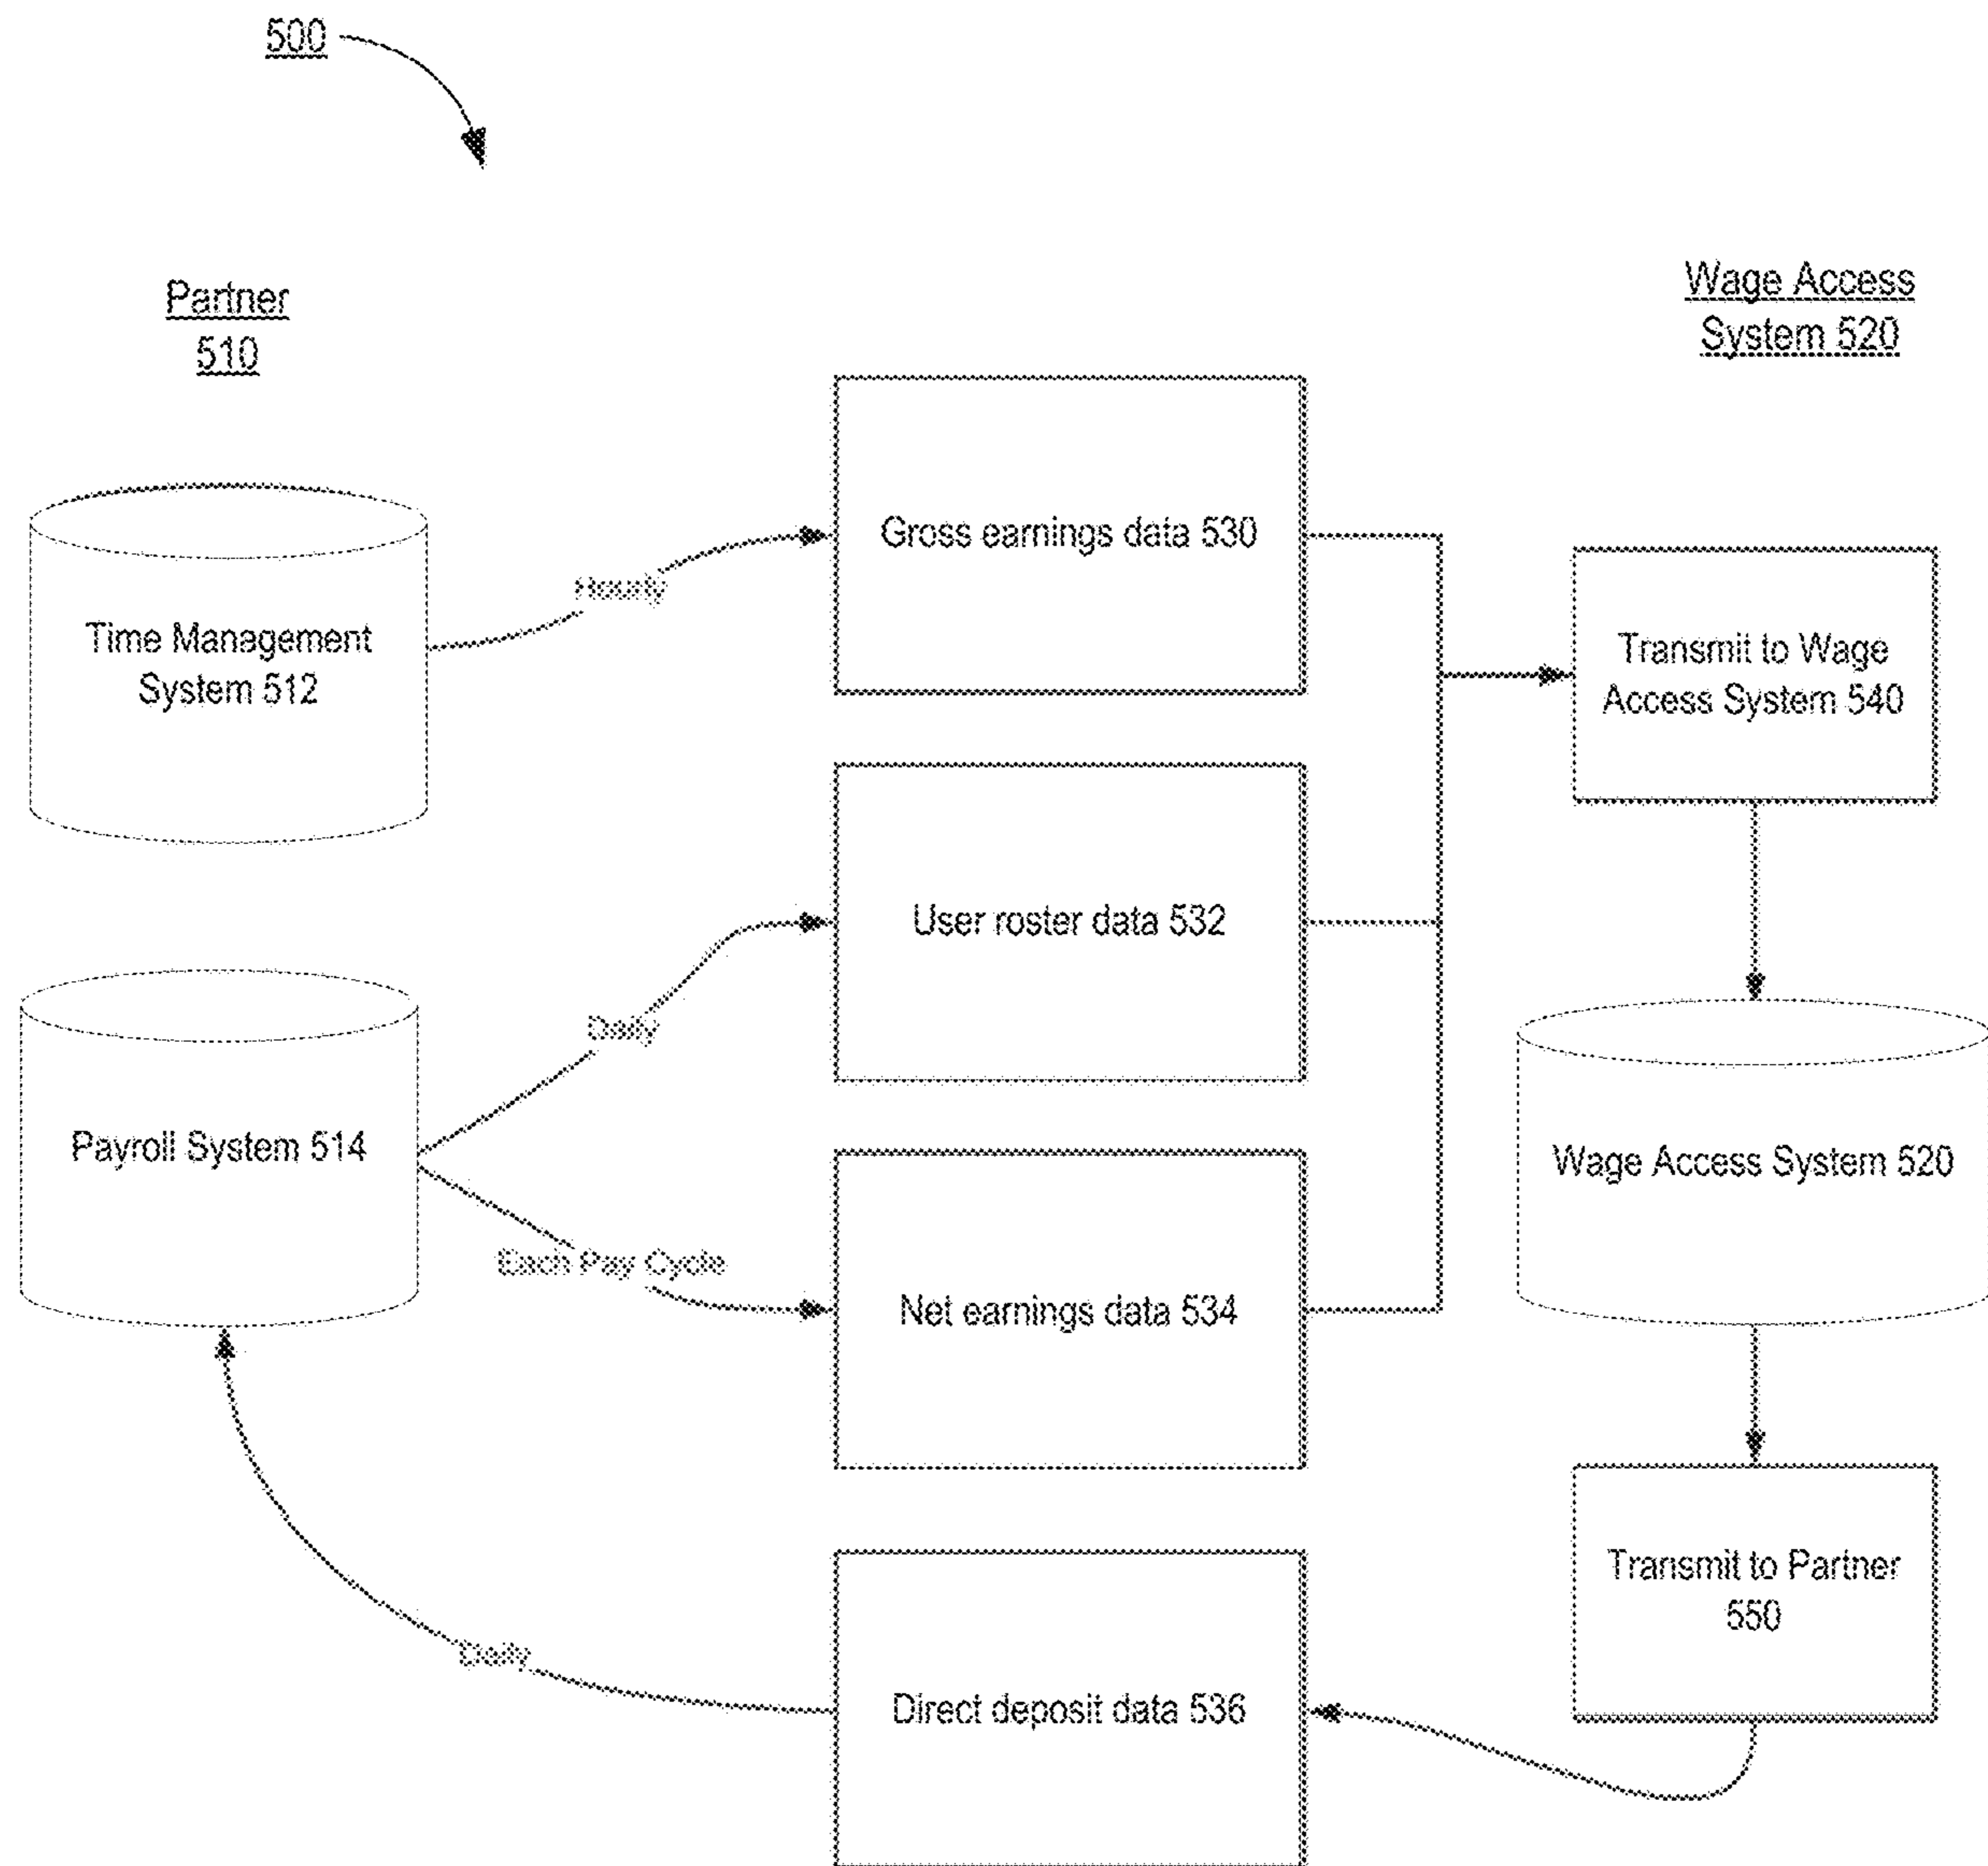 500
Partner
510
Wage Access
System 520
Time Management
System 512
Hourly
Gross earnings data 530
Transmit to Wage
Access System 540
User roster data 532
Daily
Payroll System 514
Wage Access System 520
Each Pay Cycle
Net earnings data 534
Transmit to Partner
550
Daily
Direct deposit data 536